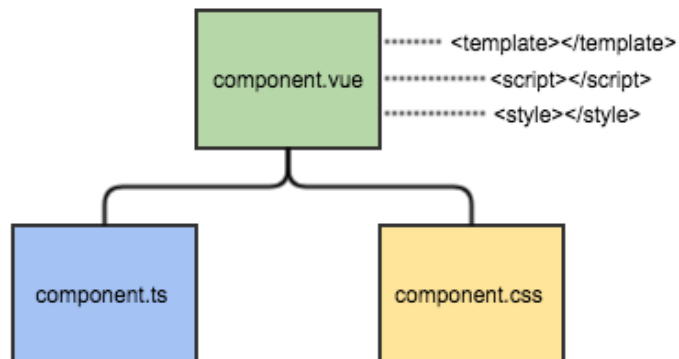 component.vue
<template></template>
<script></script>
<style></style>
component.ts
component.css